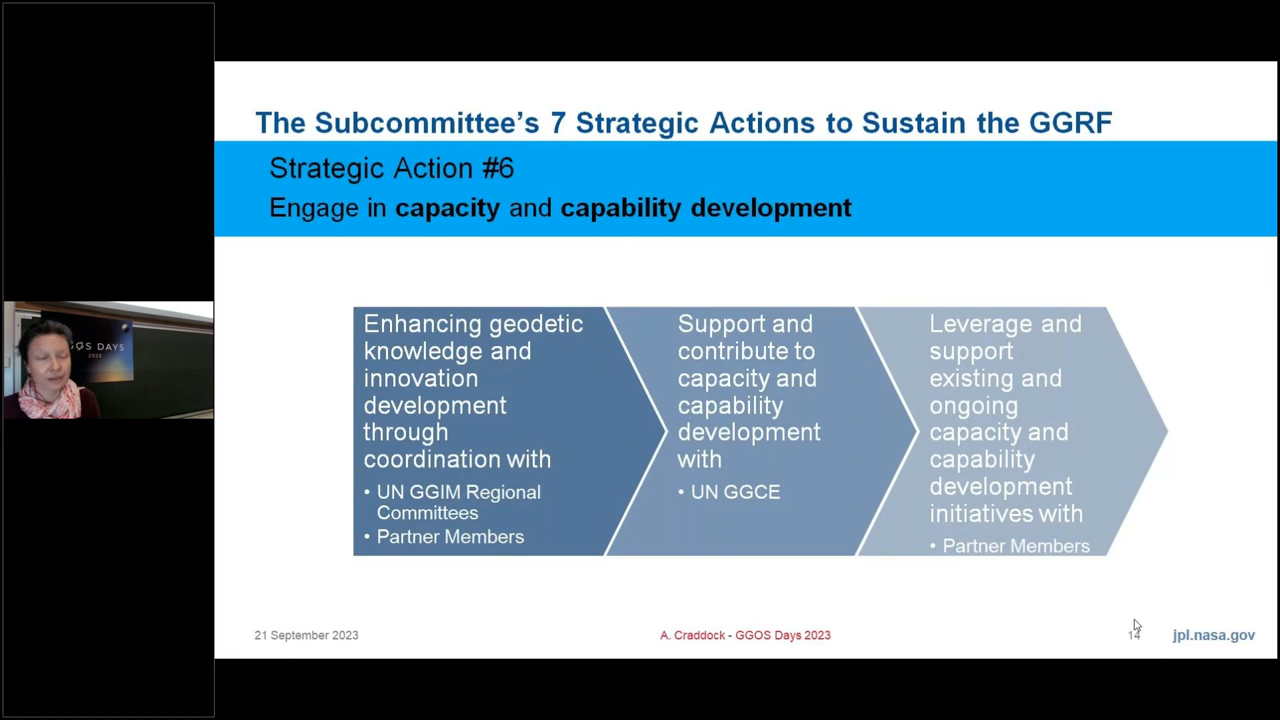 The Subcommittee's 7 Strategic Actions to Sustain the GGRF
Strategic Action #6
Engage in capacity and capability development
Enhancing geodetic
knowledge and
innovation
development
through
coordination with
• UN GGIM Regional
Committees
• Partner Members
Support and
contribute to
capacity and
capability
development
with
• UN GGCE
Leverage and
support
existing and
ongoing
capacity and
capability
development
initiatives with
• Partner Members
DAYS
21 September 2023
A. Craddock - GGOS Days 2023
14
jpl.nasa.gov